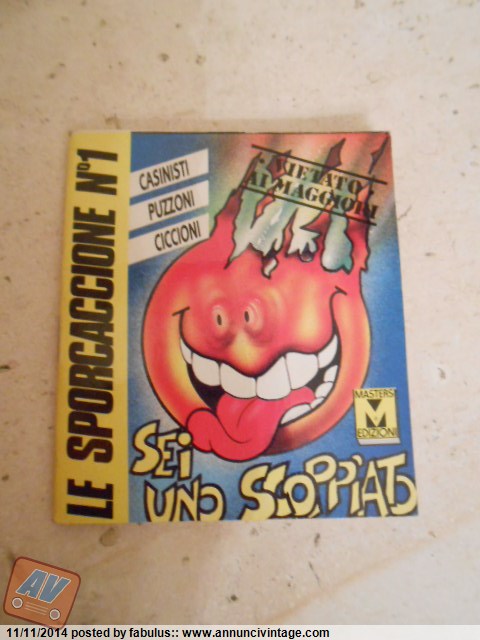 LE SPORCACCIONE N°1
CASINISTI
PUZZONI
CICCIONI
VIETATO
AI MAGGIORI
SEI
UNO SCOPPIATO
MASTERS
M
EDIZIONI
AV
11/11/2014 posted by fabulus:: www.annuncivintage.com